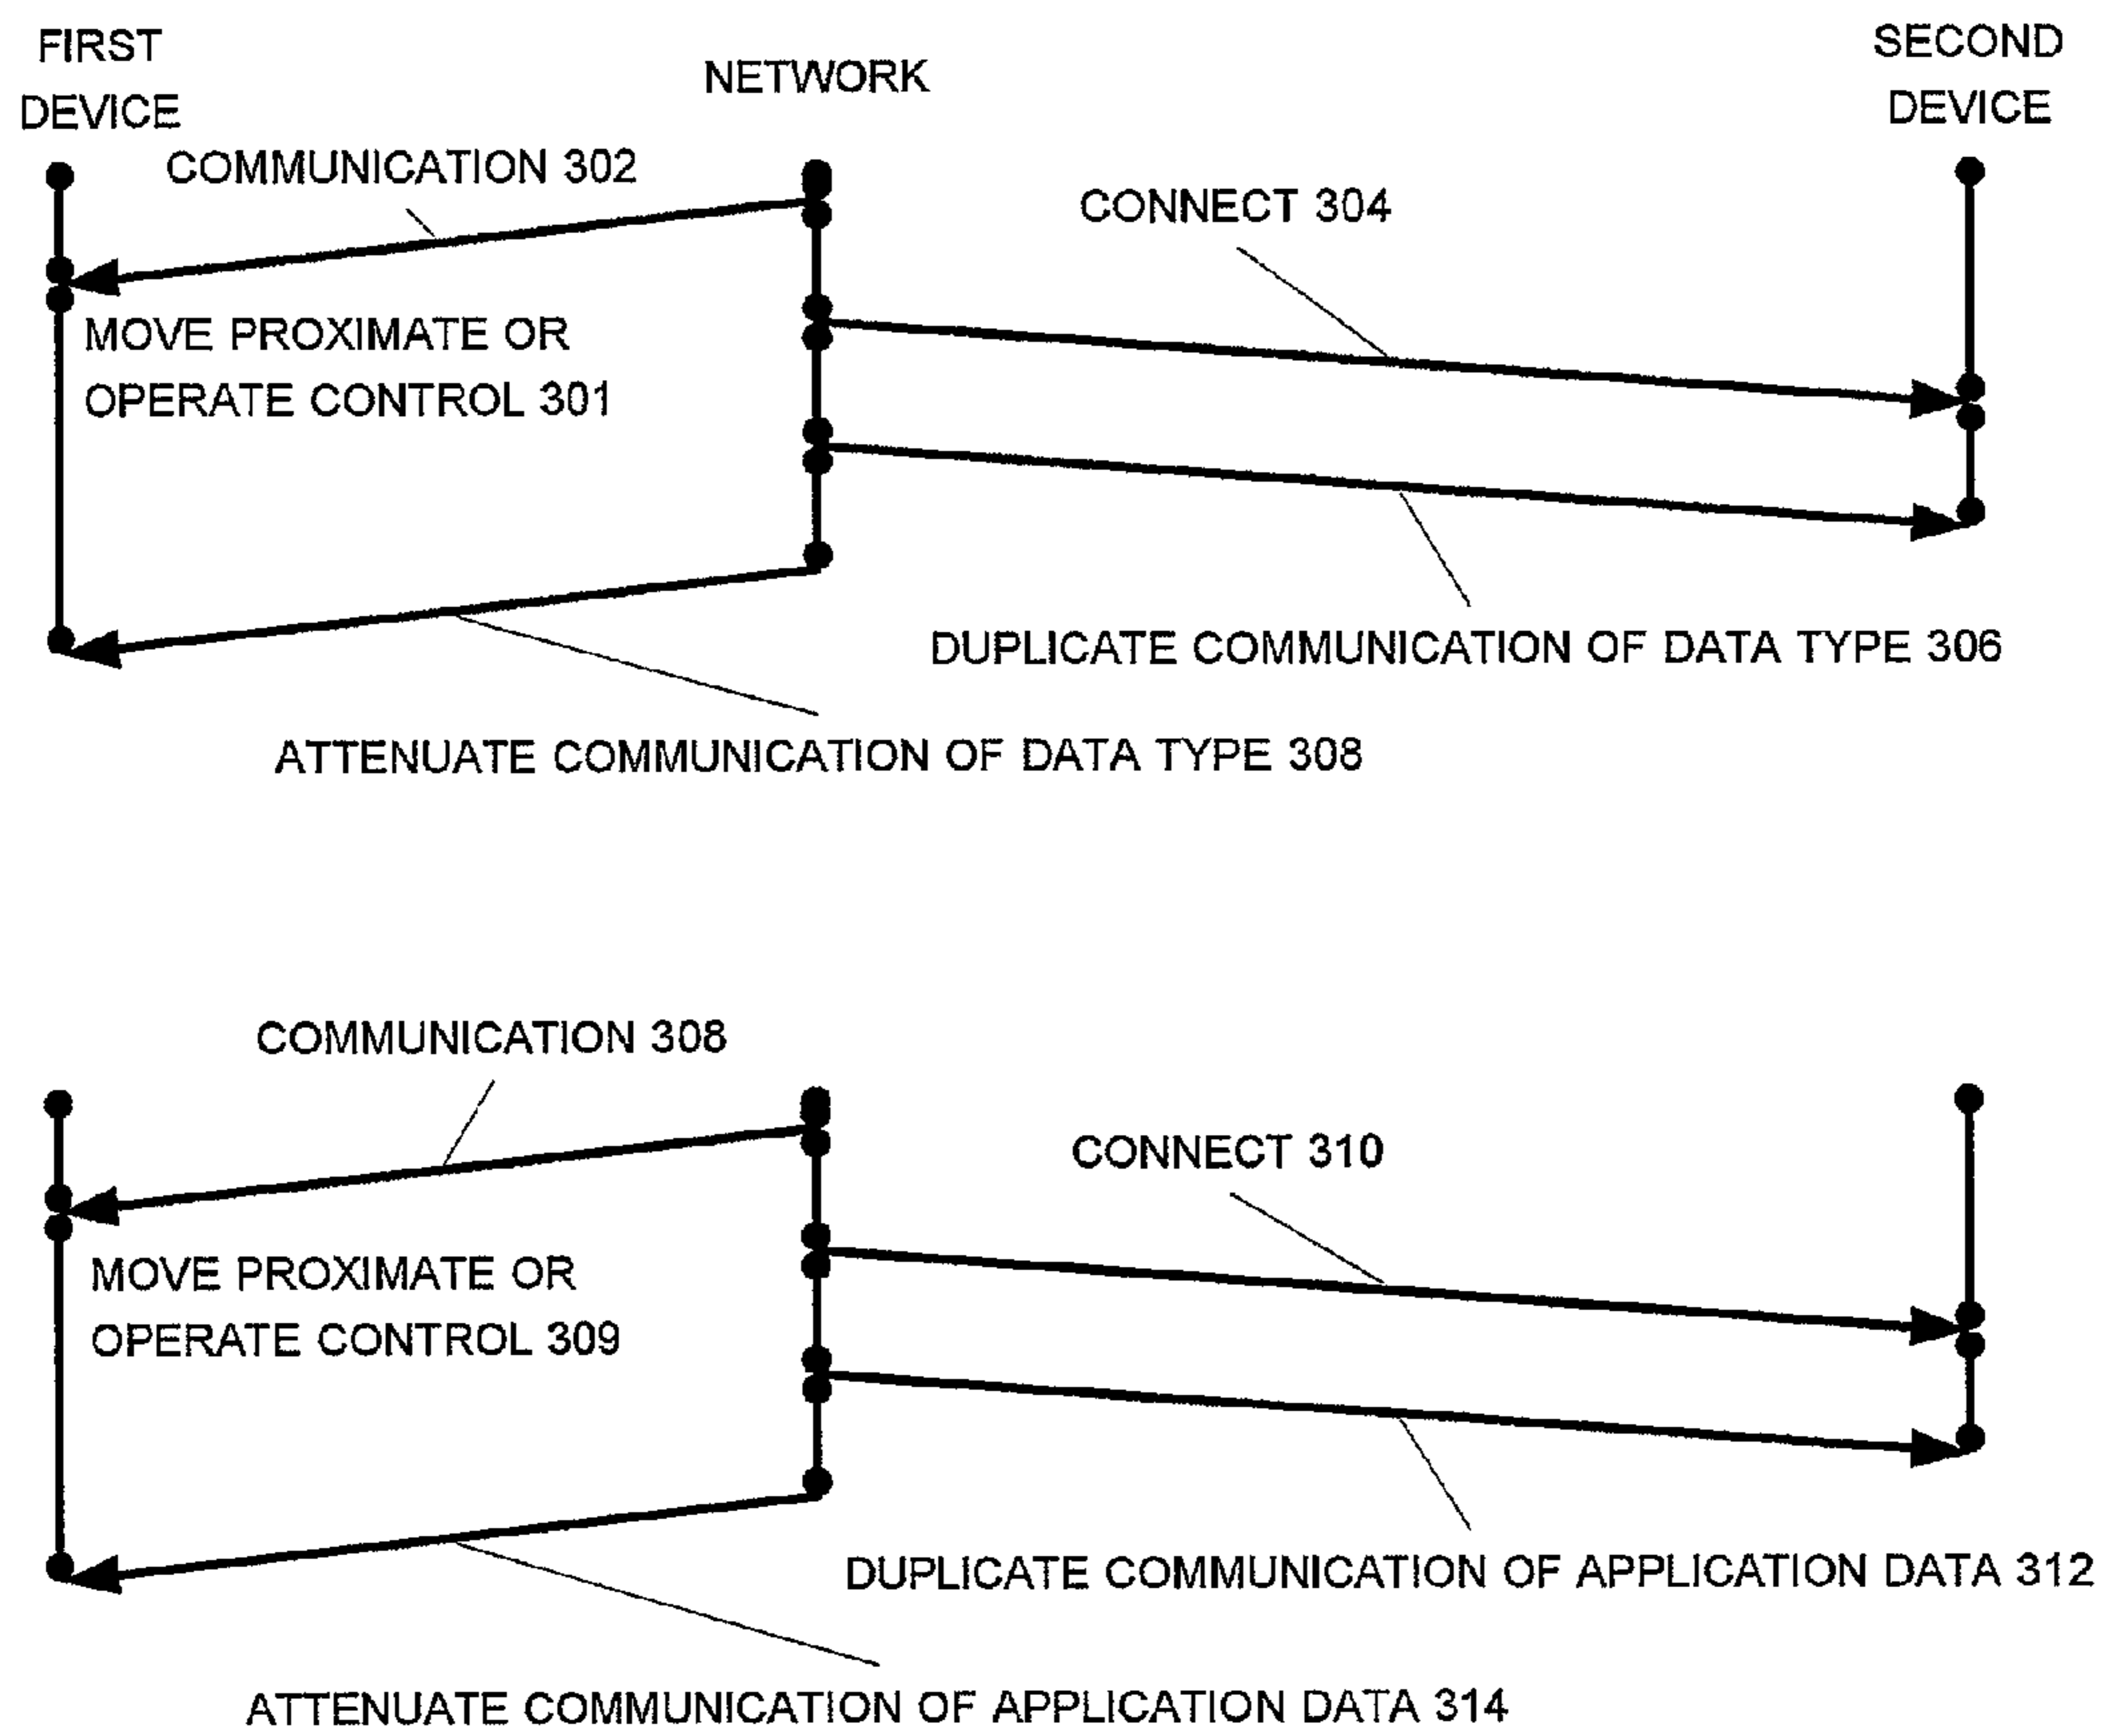 FIRST
DEVICE
NETWORK
SECOND
DEVICE
COMMUNICATION 302
CONNECT 304
MOVE PROXIMATE OR
OPERATE CONTROL 301
DUPLICATE COMMUNICATION OF DATA TYPE 306
ATTENUATE COMMUNICATION OF DATA TYPE 308
COMMUNICATION 308
CONNECT 310
MOVE PROXIMATE OR
OPERATE CONTROL 309
DUPLICATE COMMUNICATION OF APPLICATION DATA 312
ATTENUATE COMMUNICATION OF APPLICATION DATA 314